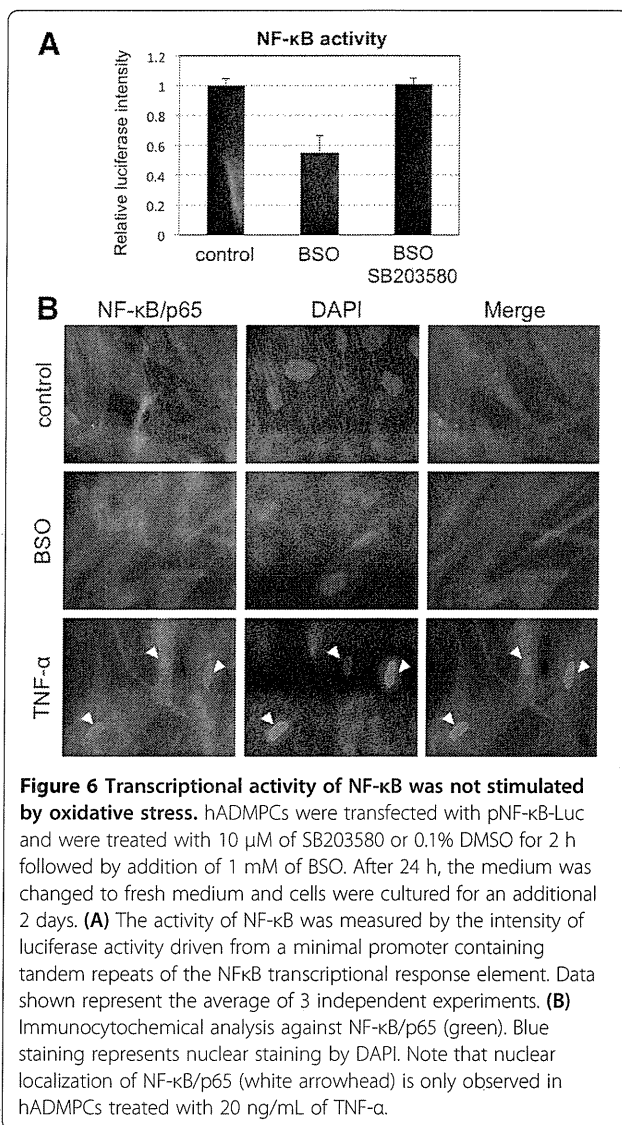 A
NF-κB activity
Relative luciferase intensity
1.2
1
0.8
0.6
0.4
0.2
0
control
BSO
BSO
SB203580
B
NF-κB/p65
DAPI
Merge
control
BSO
TNF-α
Figure 6 Transcriptional activity of NF-κB was not stimulated
by oxidative stress. hADMPCs were transfected with pNF-κB-Luc
and were treated with 10 μM of SB203580 or 0.1% DMSO for 2 h
followed by addition of 1 mM of BSO. After 24 h, the medium was
changed to fresh medium and cells were cultured for an additional
2 days. (A) The activity of NF-κB was measured by the intensity of
luciferase activity driven from a minimal promoter containing
tandem repeats of the NFκB transcriptional response element. Data
shown represent the average of 3 independent experiments. (B)
Immunocytochemical analysis against NF-κB/p65 (green). Blue
staining represents nuclear staining by DAPI. Note that nuclear
localization of NF-κB/p65 (white arrowhead) is only observed in
hADMPCs treated with 20 ng/mL of TNF-α.